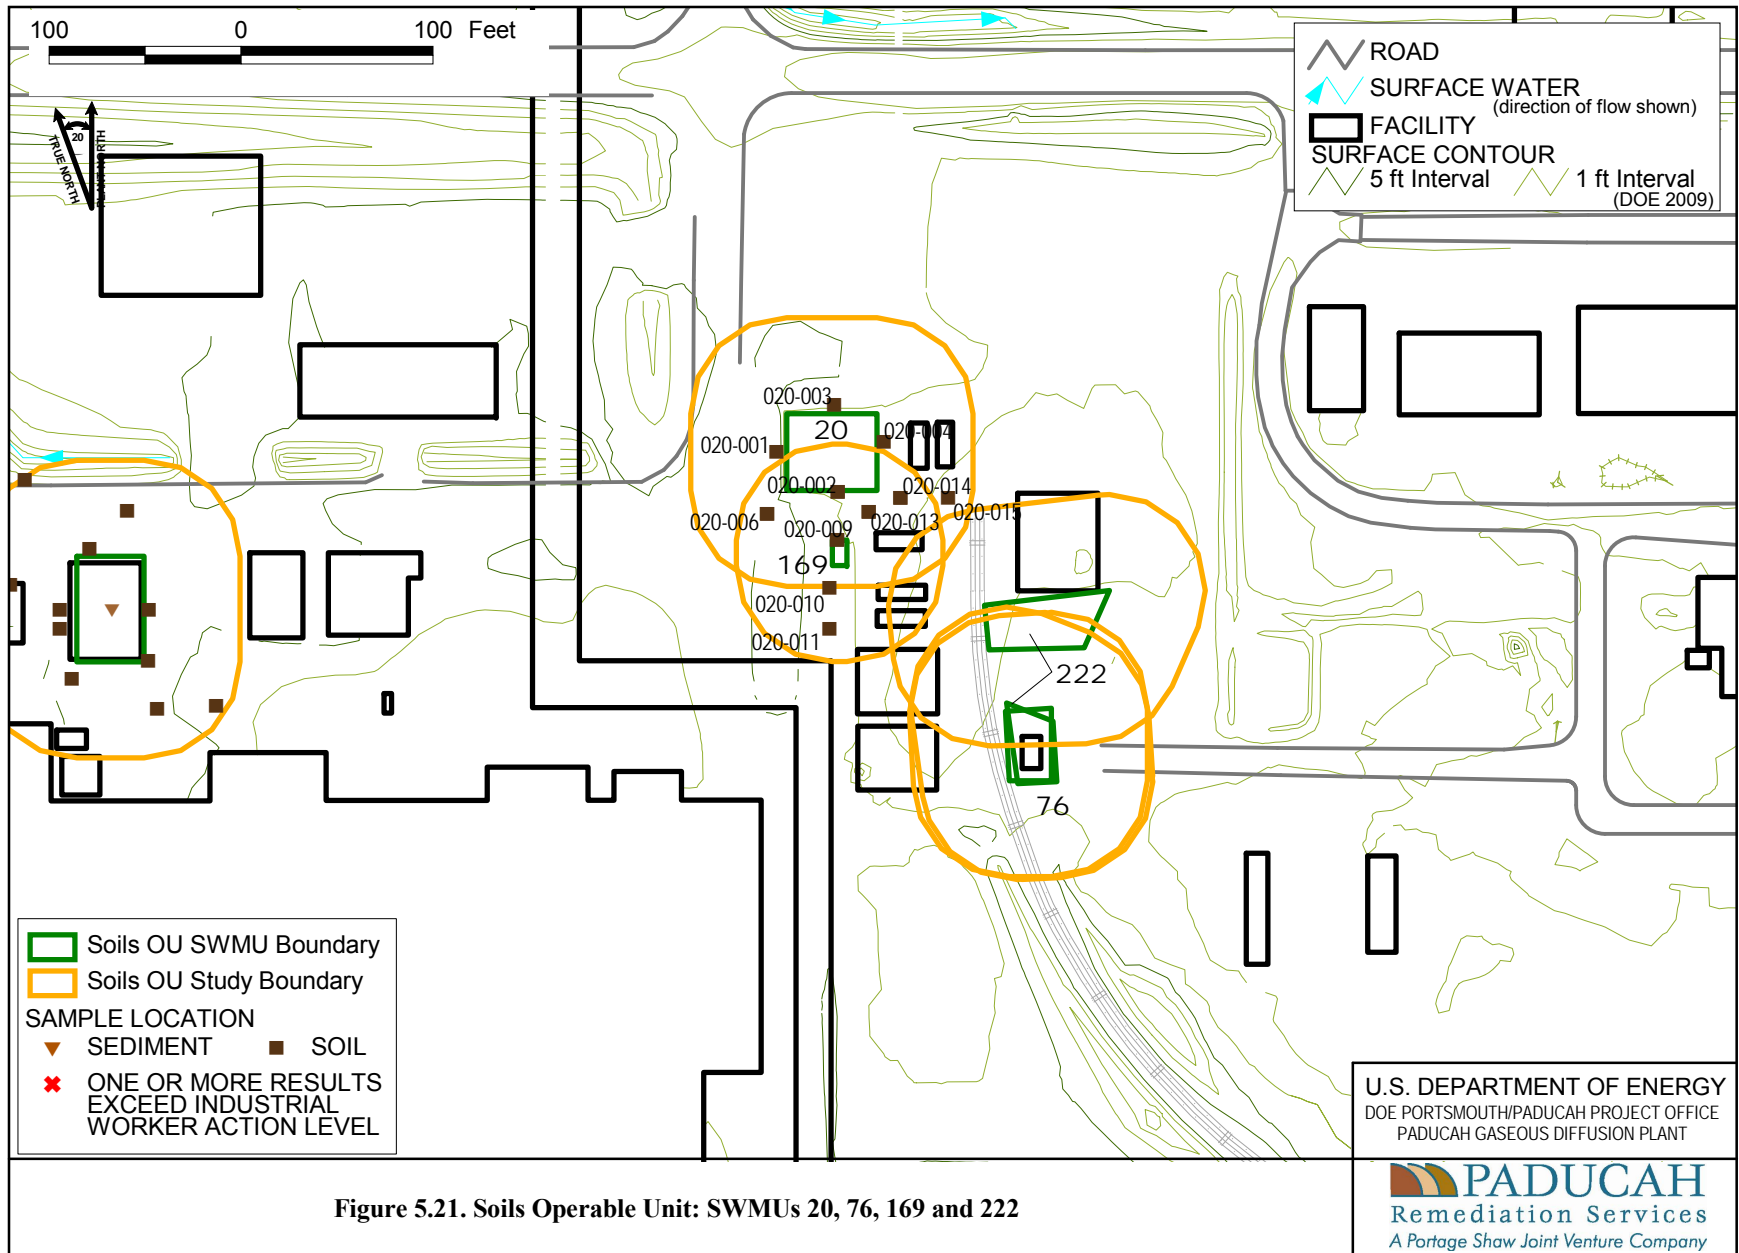 100 0 100 Feet
TRUE NORTH
20
PLANT NORTH
ROAD
SURFACE WATER
(direction of flow shown)
FACILITY
SURFACE CONTOUR
5 ft Interval 1 ft Interval
(DOE 2009)
020-003
20
020-004
020-001
020-002
020-014
020-015
020-006
020-009
020-013
169
020-010
020-011
222
76
Soils OU SWMU Boundary
Soils OU Study Boundary
SAMPLE LOCATION
SEDIMENT SOIL
ONE OR MORE RESULTS
EXCEED INDUSTRIAL
WORKER ACTION LEVEL
U.S. DEPARTMENT OF ENERGY
DOE PORTSMOUTH/PADUCAH PROJECT OFFICE
PADUCAH GASEOUS DIFFUSION PLANT
Figure 5.21. Soils Operable Unit: SWMUs 20, 76, 169 and 222
PADUCAH
Remediation Services
A Portage Shaw Joint Venture Company